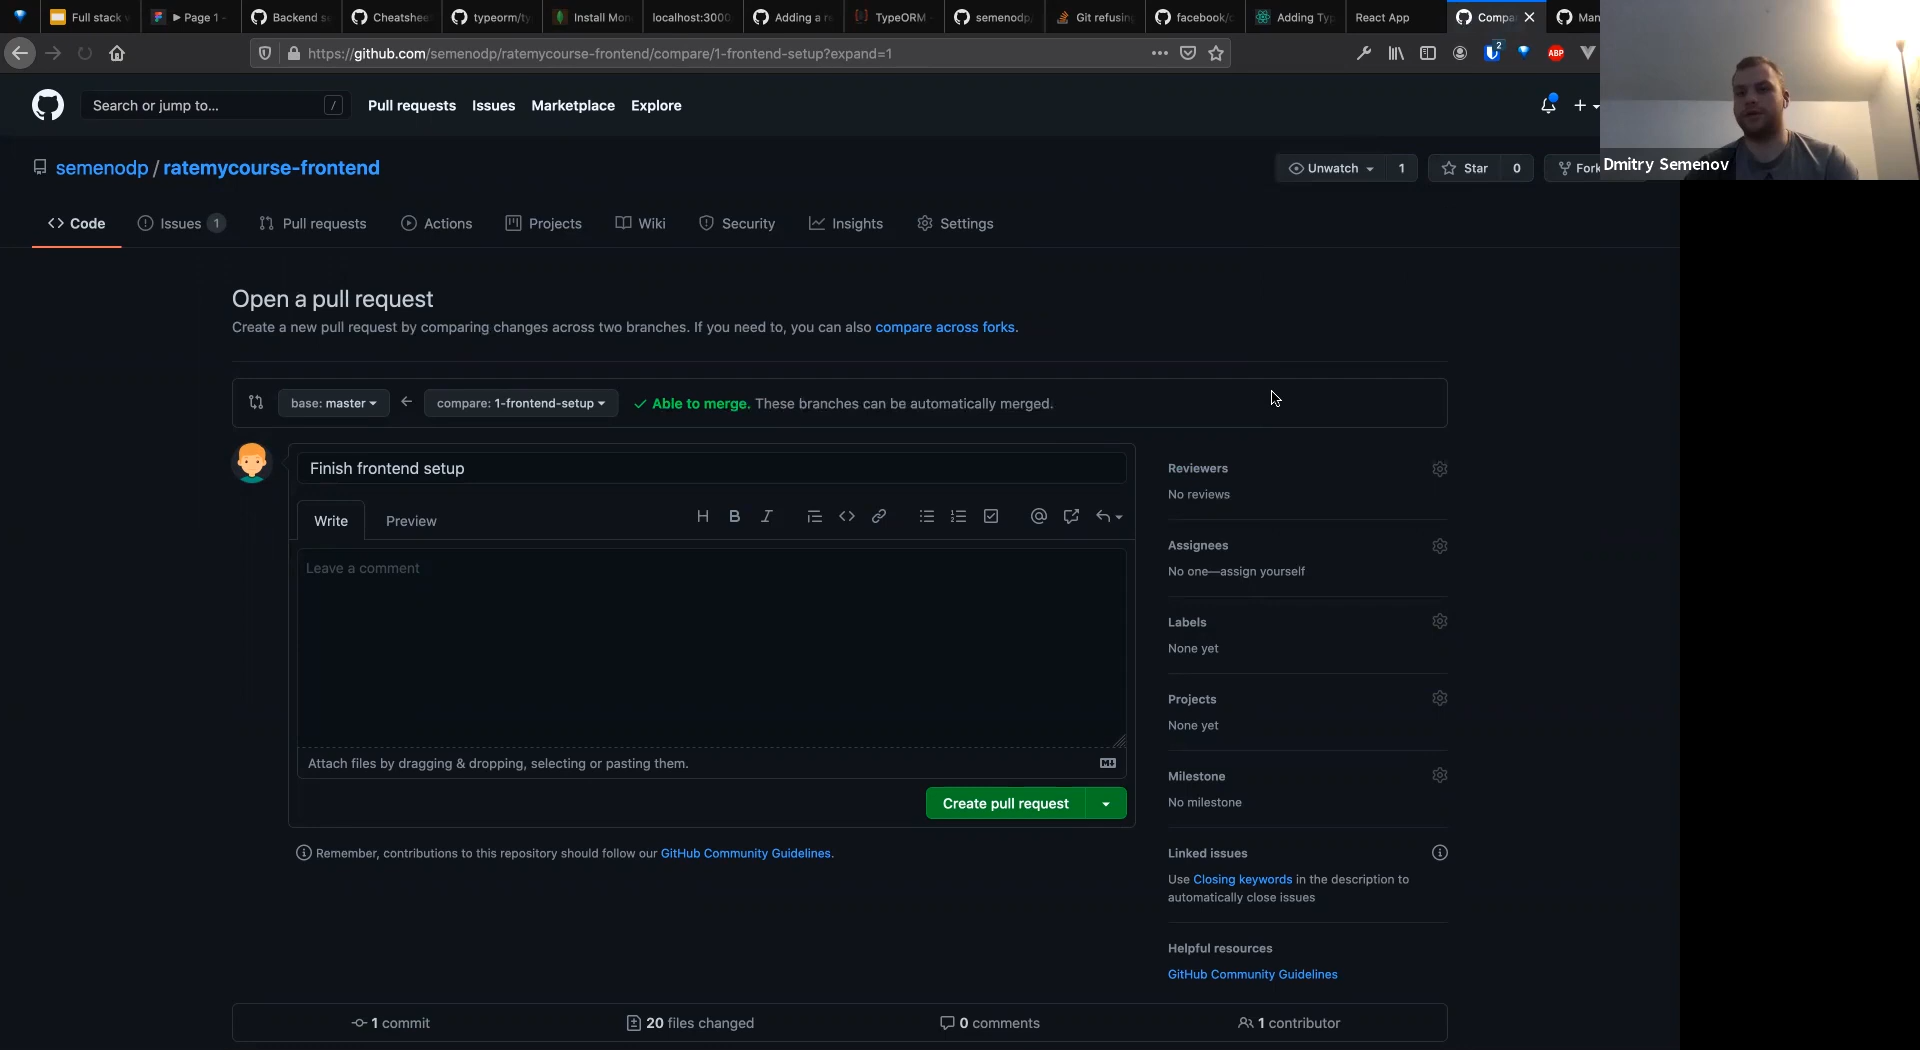 Full stack
▶ Page 1 -
Backend se
Cheatshee
typeorm/ty
Install Mon
localhost:3000
Adding a r
TypeORM -
semenodp/
Git refusing
facebook/c
Adding Typ
React App
Compa
Man
https://github.com/semenodp/ratemycourse-frontend/compare/1-frontend-setup?expand=1
2
ABP
Search or jump to...
/
Pull requests
Issues
Marketplace
Explore
Dmitry Semenov
semenodp / ratemycourse-frontend
Unwatch
1
Star
0
Fork
Code
Issues
1
Pull requests
Actions
Projects
Wiki
Security
Insights
Settings
Open a pull request
Create a new pull request by comparing changes across two branches. If you need to, you can also compare across forks.
base: master
compare: 1-frontend-setup
Able to merge. These branches can be automatically merged.
Finish frontend setup
Write
Preview
Leave a comment
Attach files by dragging & dropping, selecting or pasting them.
Create pull request
Remember, contributions to this repository should follow our GitHub Community Guidelines.
Reviewers
No reviews
Assignees
No one—assign yourself
Labels
None yet
Projects
None yet
Milestone
No milestone
Linked issues
Use Closing keywords in the description to
automatically close issues
Helpful resources
GitHub Community Guidelines
1 commit
20 files changed
0 comments
1 contributor